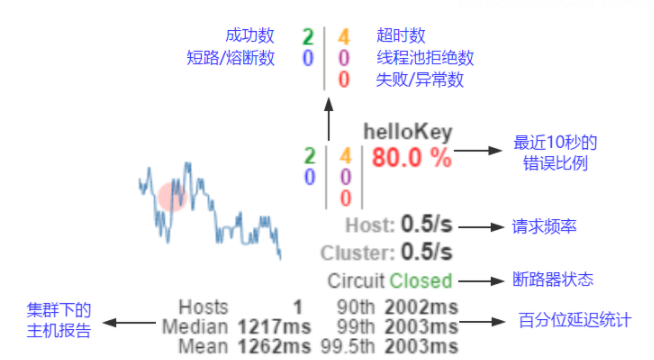 成功数 2 4 超时数
短路/熔断数 0 0 线程池拒绝数
0 失败/异常数
helloKey
2 4 80.0 %
0 0
0
最近10秒的
错误比例
Host: 0.5/s
请求频率
Cluster: 0.5/s
Circuit Closed
断路器状态
集群下的
主机报告
Hosts 1 90th 2002ms
Median 1217ms 99th 2003ms
Mean 1262ms 99.5th 2003ms
百分位延迟统计